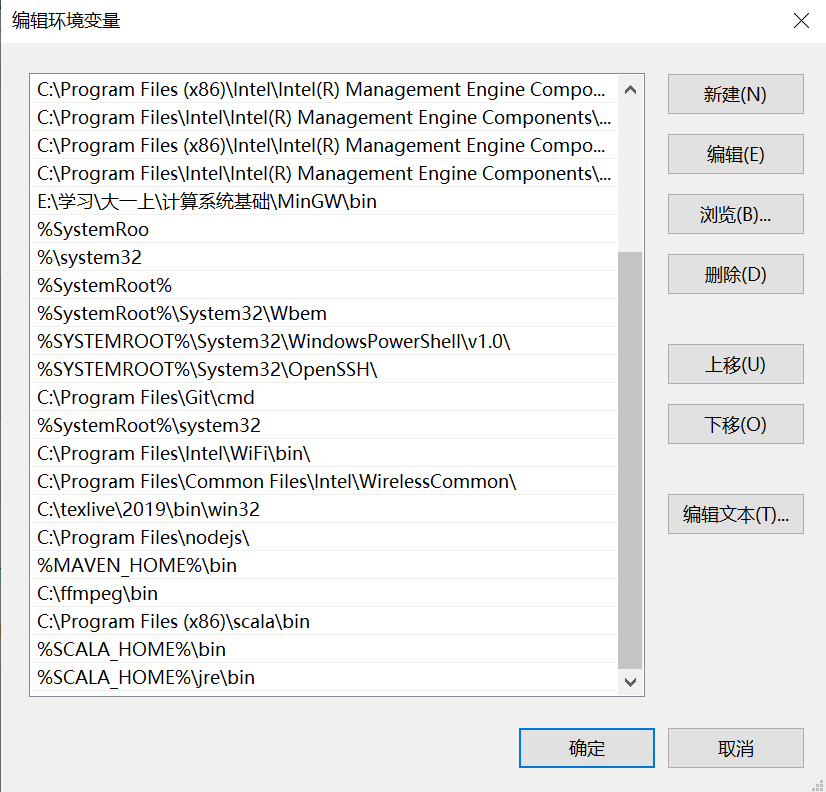 编辑环境变量
C:\Program Files (x86)\Intel\Intel(R) Management Engine Compo...
C:\Program Files\Intel\Intel(R) Management Engine Components\...
C:\Program Files (x86)\Intel\Intel(R) Management Engine Compo...
C:\Program Files\Intel\Intel(R) Management Engine Components\...
E:\学习\大一上\计算系统基础\MinGW\bin
%SystemRoo
%\system32
%SystemRoot%
%SystemRoot%\System32\Wbem
%SYSTEMROOT%\System32\WindowsPowerShell\v1.0\
%SYSTEMROOT%\System32\OpenSSH\
C:\Program Files\Git\cmd
%SystemRoot%\system32
C:\Program Files\Intel\WiFi\bin\
C:\Program Files\Common Files\Intel\WirelessCommon\
C:\texlive\2019\bin\win32
C:\Program Files\nodejs\
%MAVEN_HOME%\bin
C:\ffmpeg\bin
C:\Program Files (x86)\scala\bin
%SCALA_HOME%\bin
%SCALA_HOME%\jre\bin
新建(N)
编辑(E)
浏览(B)...
删除(D)
上移(U)
下移(O)
编辑文本(T)...
确定
取消